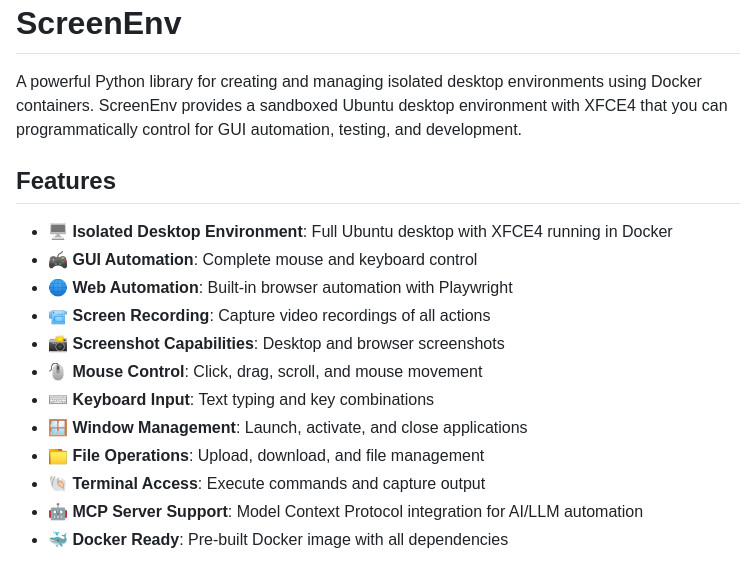 ScreenEnv
A powerful Python library for creating and managing isolated desktop environments using Docker
containers. ScreenEnv provides a sandboxed Ubuntu desktop environment with XFCE4 that you can
programmatically control for GUI automation, testing, and development.
Features
• 🖥️ Isolated Desktop Environment: Full Ubuntu desktop with XFCE4 running in Docker
• 🎮 GUI Automation: Complete mouse and keyboard control
• 🌐 Web Automation: Built-in browser automation with Playwright
• 📹 Screen Recording: Capture video recordings of all actions
• 📸 Screenshot Capabilities: Desktop and browser screenshots
• 🖱️ Mouse Control: Click, drag, scroll, and mouse movement
• ⌨️ Keyboard Input: Text typing and key combinations
• 🪟 Window Management: Launch, activate, and close applications
• 📁 File Operations: Upload, download, and file management
• 🐚 Terminal Access: Execute commands and capture output
• 🤖 MCP Server Support: Model Context Protocol integration for AI/LLM automation
• 🐳 Docker Ready: Pre-built Docker image with all dependencies